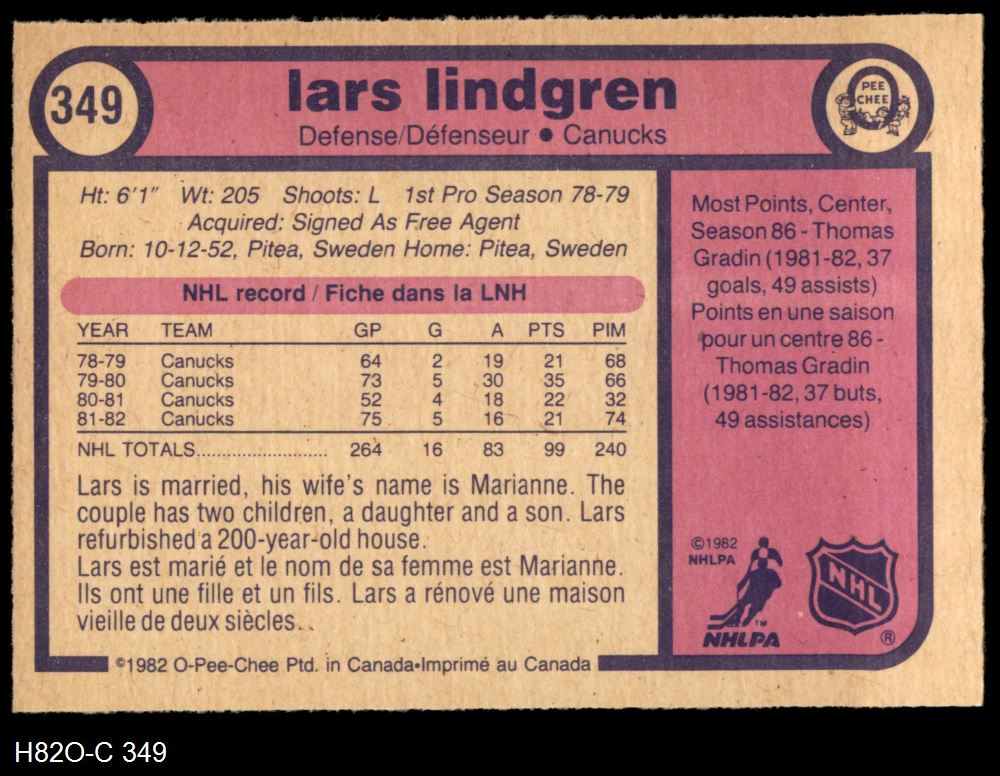 349
lars lindgren
Defense/Défenseur • Canucks
PEE
CHEE
Ht: 6'1" Wt: 205 Shoots: L 1st Pro Season 78-79
Acquired: Signed As Free Agent
Born: 10-12-52, Pitea, Sweden Home: Pitea, Sweden
NHL record / Fiche dans la LNH
YEAR TEAM GP G A PTS PIM
78-79 Canucks 64 2 19 21 68
79-80 Canucks 73 5 30 35 66
80-81 Canucks 52 4 18 22 32
81-82 Canucks 75 5 16 21 74
NHL TOTALS.......................... 264 16 83 99 240
Lars is married, his wife's name is Marianne. The
couple has two children, a daughter and a son. Lars
refurbished a 200-year-old house.
Lars est marié et le nom de sa femme est Marianne.
Ils ont une fille et un fils. Lars a rénové une maison
vieille de deux siècles.
©1982 O-Pee-Chee Ptd. in Canada•Imprimé au Canada
Most Points, Center,
Season 86 - Thomas
Gradin (1981-82, 37
goals, 49 assists)
Points en une saison
pour un centre 86 -
Thomas Gradin
(1981-82, 37 buts,
49 assistances)
©1982
NHLPA
TM
NHLPA
NHL
®
H82O-C 349